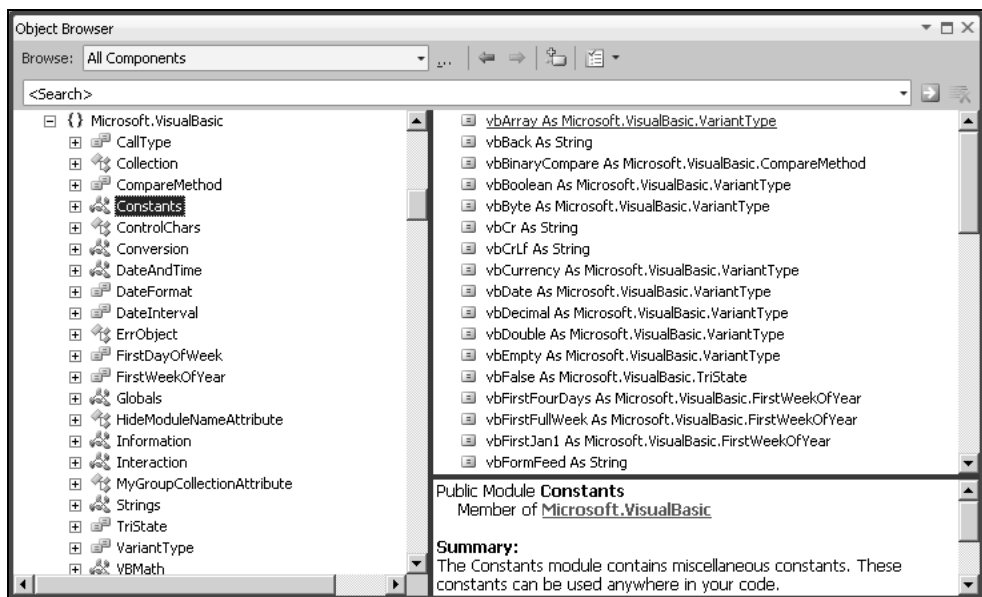 Object Browser
Browse: All Components ...
<Search>
{} Microsoft.VisualBasic
CallType
Collection
CompareMethod
Constants
ControlChars
Conversion
DateAndTime
DateFormat
DateInterval
ErrObject
FirstDayOfWeek
FirstWeekOfYear
Globals
HideModuleNameAttribute
Information
Interaction
MyGroupCollectionAttribute
Strings
TriState
VariantType
VBMath
vbArray As Microsoft.VisualBasic.VariantType
vbBack As String
vbBinaryCompare As Microsoft.VisualBasic.CompareMethod
vbBoolean As Microsoft.VisualBasic.VariantType
vbByte As Microsoft.VisualBasic.VariantType
vbCr As String
vbCrLf As String
vbCurrency As Microsoft.VisualBasic.VariantType
vbDate As Microsoft.VisualBasic.VariantType
vbDecimal As Microsoft.VisualBasic.VariantType
vbDouble As Microsoft.VisualBasic.VariantType
vbEmpty As Microsoft.VisualBasic.VariantType
vbFalse As Microsoft.VisualBasic.TriState
vbFirstFourDays As Microsoft.VisualBasic.FirstWeekOfYear
vbFirstFullWeek As Microsoft.VisualBasic.FirstWeekOfYear
vbFirstJan1 As Microsoft.VisualBasic.FirstWeekOfYear
vbFormFeed As String
Public Module Constants
Member of Microsoft.VisualBasic
Summary:
The Constants module contains miscellaneous constants. These
constants can be used anywhere in your code.